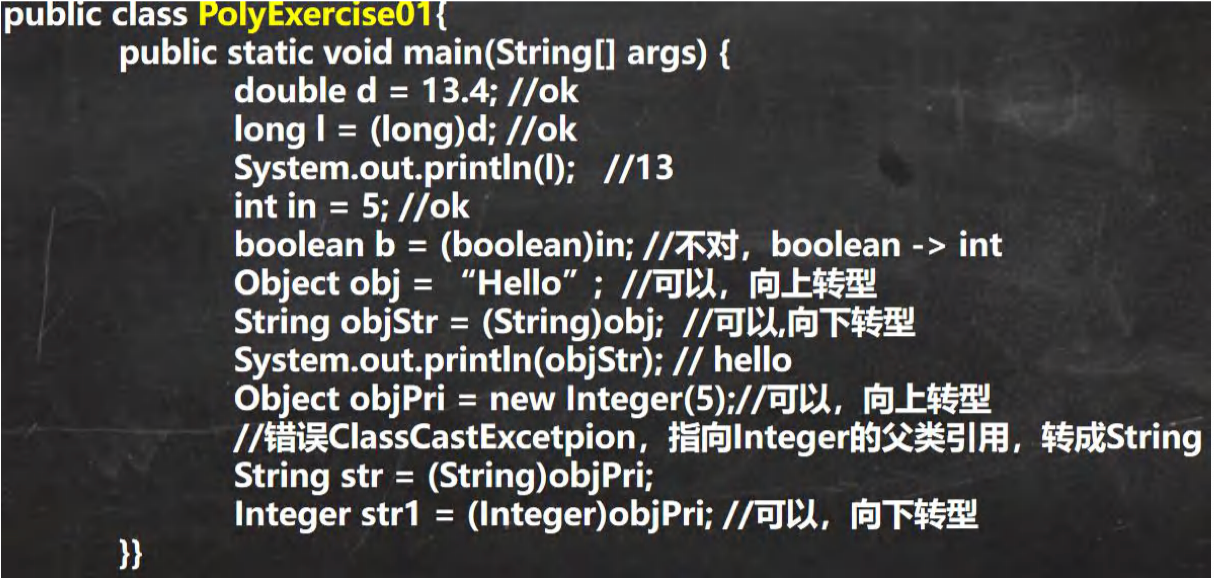 public class PolyExercise01{
public static void main(String[] args) {
double d = 13.4; //ok
long l = (long)d; //ok
System.out.println(l); //13
int in = 5; //ok
boolean b = (boolean)in; //不对，boolean -> int
Object obj = “Hello”; //可以，向上转型
String objStr = (String)obj; //可以,向下转型
System.out.println(objStr); // hello
Object objPri = new Integer(5);//可以，向上转型
//错误ClassCastExcetpion，指向Integer的父类引用，转成String
String str = (String)objPri;
Integer str1 = (Integer)objPri; //可以，向下转型
}}